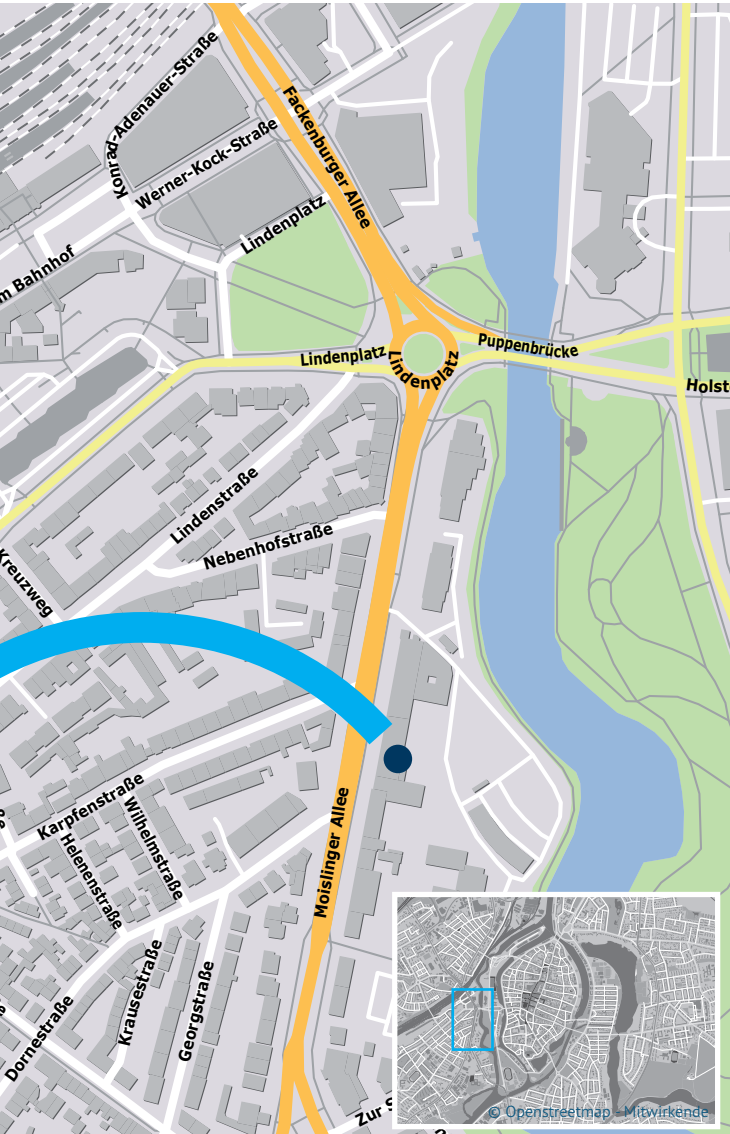 Konrad-Adenauer-Straße
Werner-Kock-Straße
Fackenburger Allee
Lindenplatz
m Bahnhof
Lindenplatz
Lindenplatz
Puppenbrücke
Holst
Lindenstraße
Nebenhofstraße
Kreuzweg
Karpfenstraße
Wilhelmstraße
Helenenstraße
Moislinger Allee
Krausestraße
Georgstraße
Dornestraße
Zur S
© Openstreetmap - Mitwirkende